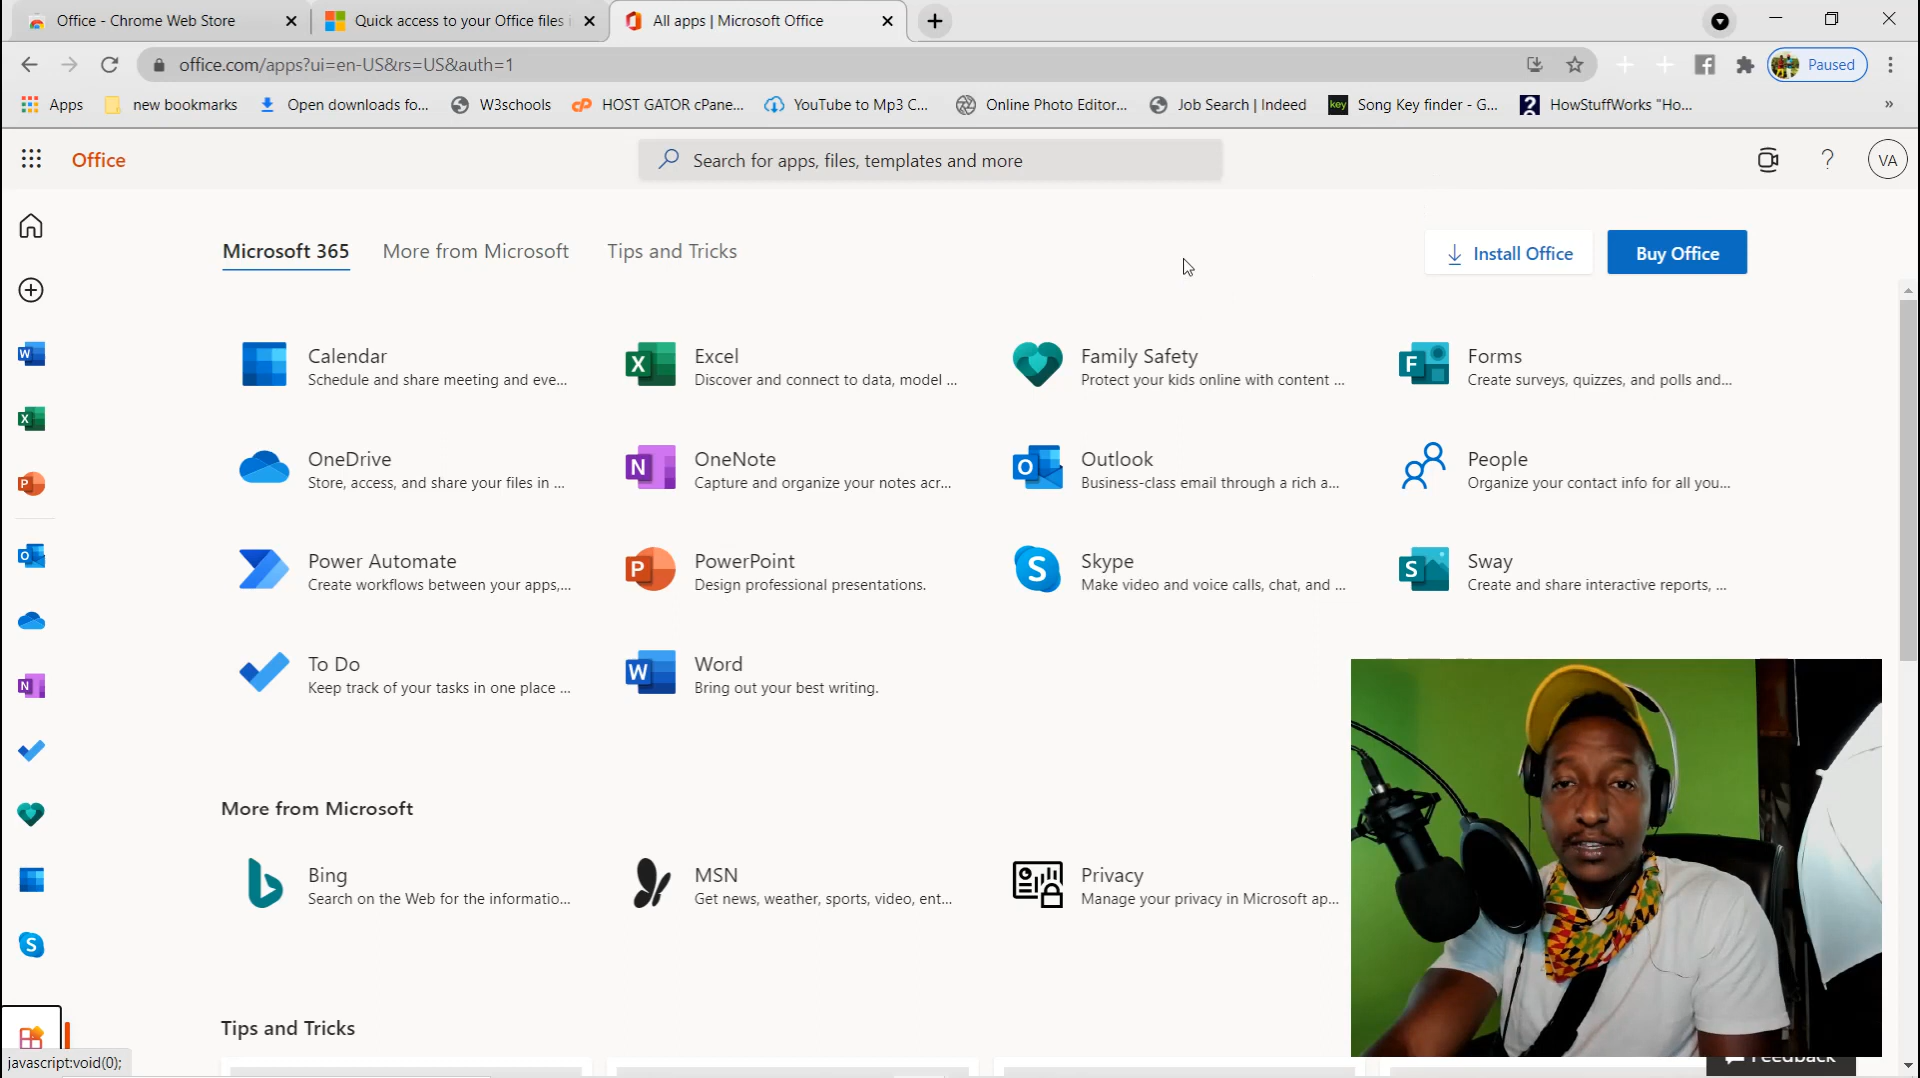 Office - Chrome Web Store
Quick access to your Office files i
All apps | Microsoft Office
office.com/apps?ui=en-US&rs=US&auth=1
Paused
Apps
new bookmarks
Open downloads fo...
W3schools
HOST GATOR cPane...
YouTube to Mp3 C...
Online Photo Editor...
Job Search | Indeed
key
Song Key finder - G...
HowStuffWorks "Ho...
»
Office
Search for apps, files, templates and more
?
VA
Microsoft 365
More from Microsoft
Tips and Tricks
Install Office
Buy Office
Calendar
Schedule and share meeting and eve...
Excel
Discover and connect to data, model ...
Family Safety
Protect your kids online with content ...
Forms
Create surveys, quizzes, and polls and...
OneDrive
Store, access, and share your files in ...
OneNote
Capture and organize your notes acr...
Outlook
Business-class email through a rich a...
People
Organize your contact info for all you...
Power Automate
Create workflows between your apps,...
PowerPoint
Design professional presentations.
Skype
Make video and voice calls, chat, and ...
Sway
Create and share interactive reports, ...
To Do
Keep track of your tasks in one place ...
Word
Bring out your best writing.
More from Microsoft
Bing
Search on the Web for the informatio...
MSN
Get news, weather, sports, video, ent...
Privacy
Manage your privacy in Microsoft ap...
Tips and Tricks
javascript:void(0);
Feedback